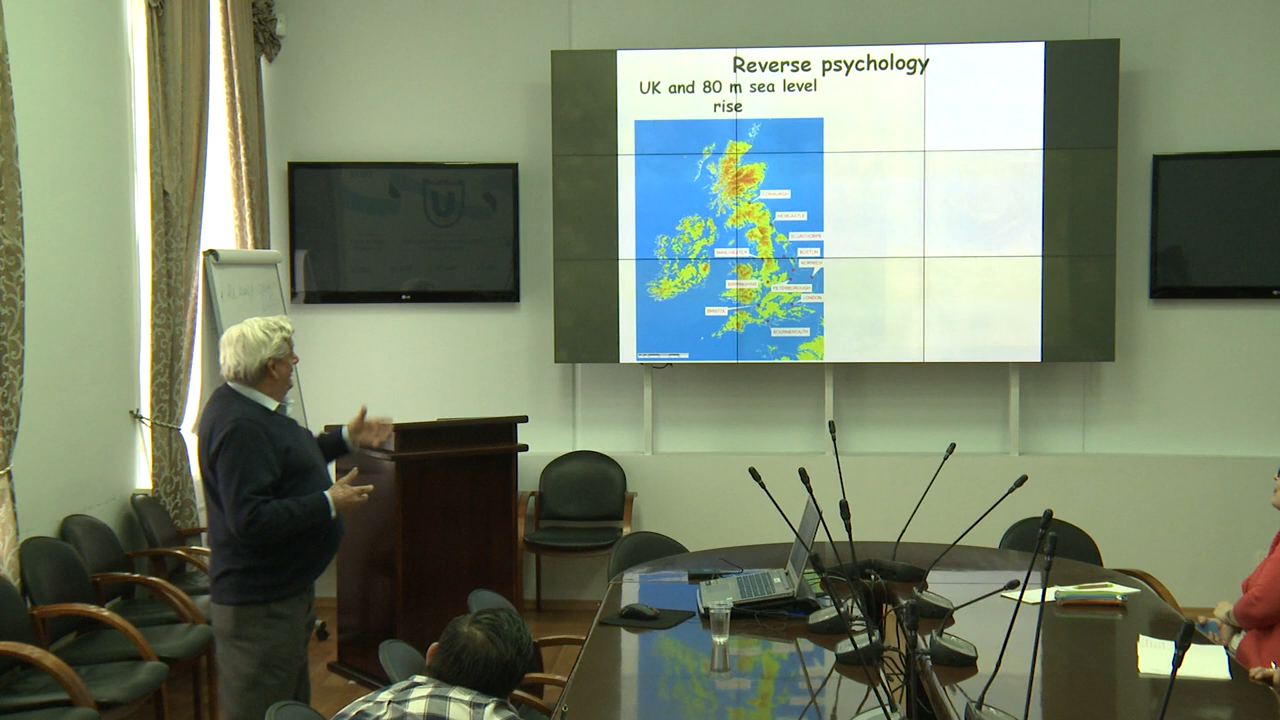 Reverse psychology
UK and 80 m sea level
rise
EDINBURGH
NEWCASTLE
SCUNTHORPE
MANCHESTER
BOSTON
NORWICH
BIRMINGHAM
PETERBOROUGH
LONDON
BRISTOL
BOURNEMOUTH
LG